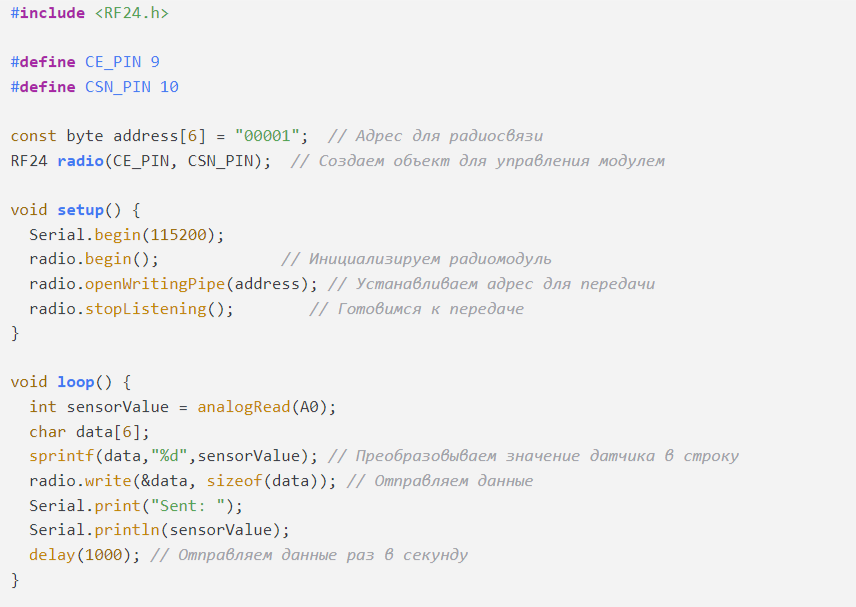 #include <RF24.h>
#define CE_PIN 9
#define CSN_PIN 10
const byte address[6] = "00001";  // Адрес для радиосвязи
RF24 radio(CE_PIN, CSN_PIN);  // Создаем объект для управления модулем
void setup() {
  Serial.begin(115200);
  radio.begin();             // Инициализируем радиомодуль
  radio.openWritingPipe(address); // Устанавливаем адрес для передачи
  radio.stopListening();        // Готовимся к передаче
}
void loop() {
  int sensorValue = analogRead(A0);
  char data[6];
  sprintf(data,"%d",sensorValue); // Преобразовываем значение датчика в строку
  radio.write(&data, sizeof(data)); // Отправляем данные
  Serial.print("Sent: ");
  Serial.println(sensorValue);
  delay(1000); // Отправляем данные раз в секунду
}